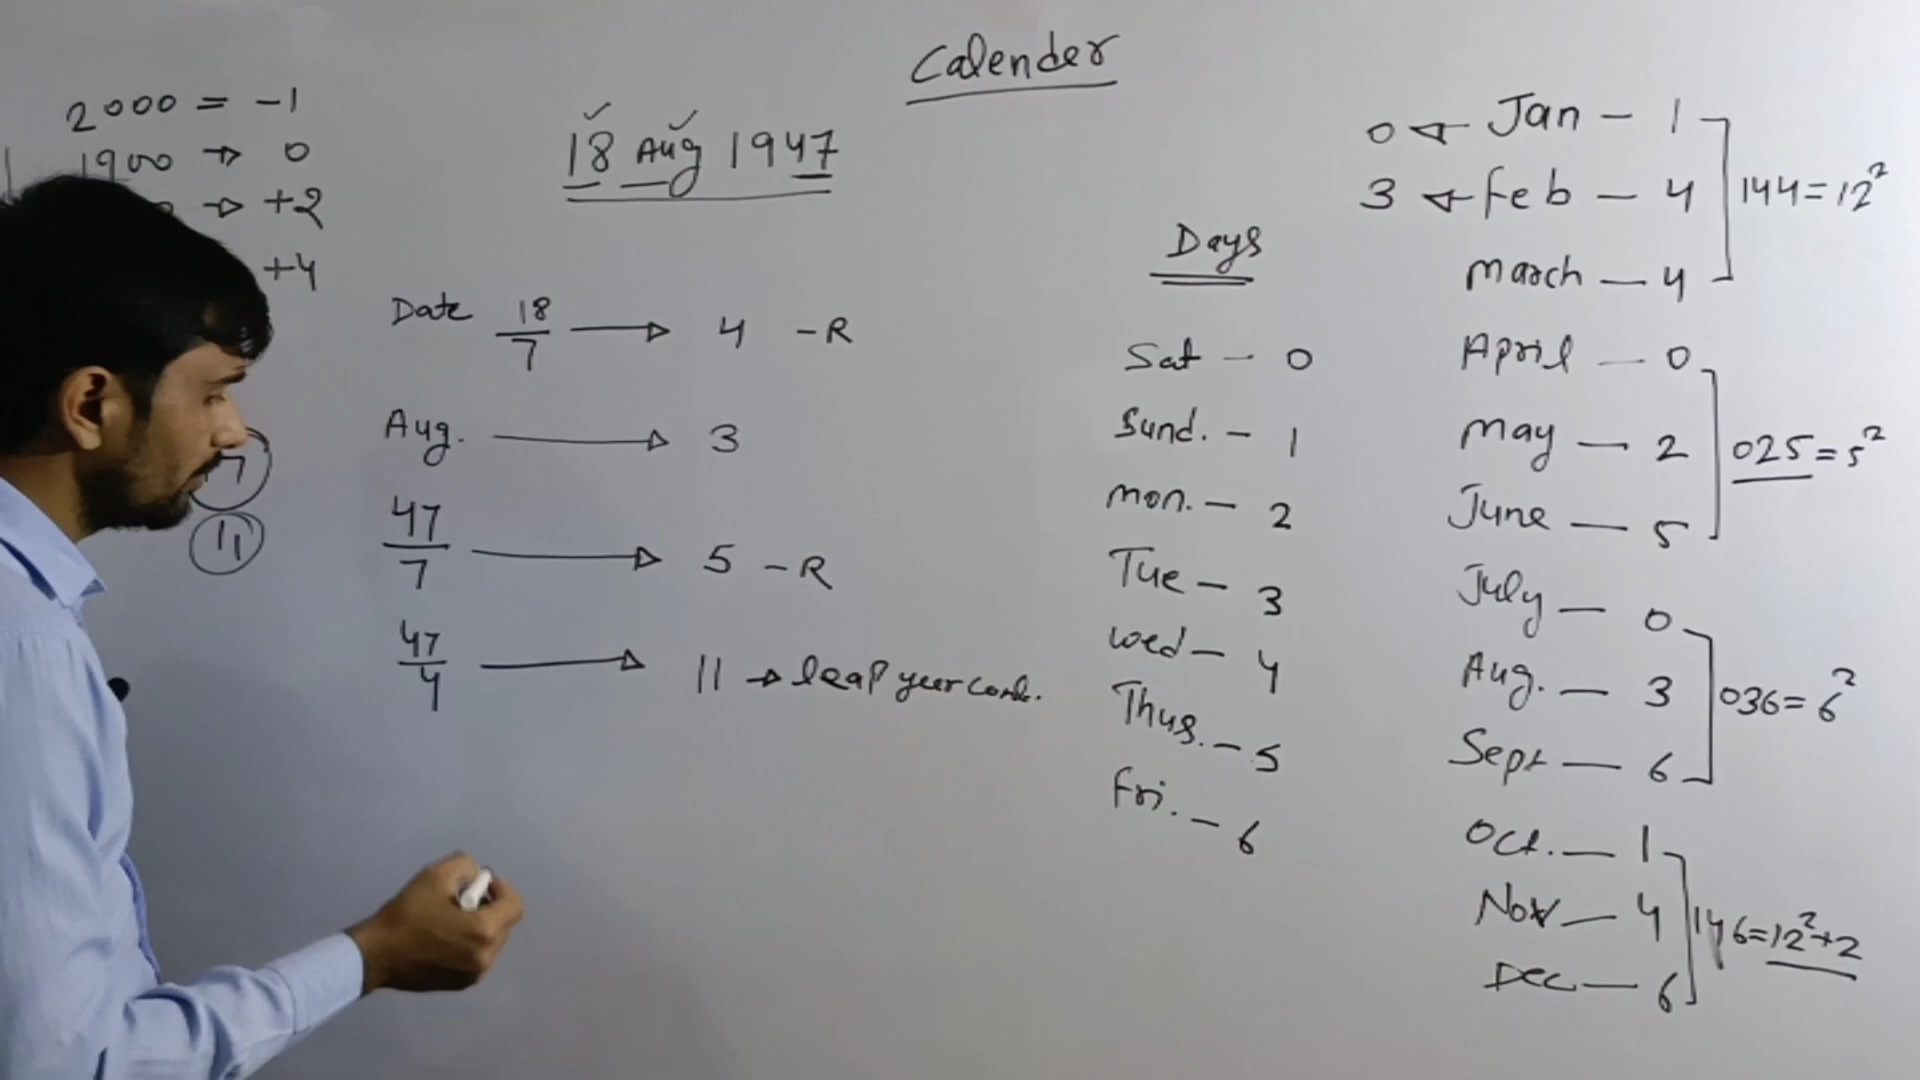 Calender
2000 = -1
1900 → 0
→ +2
+4
18 Aug 1947
Date 18/7 → 4 - R
Aug. → 3
47/7 → 5 - R
47/4 → 11 → leap year
7
11
Days
Sat - 0
Sund. - 1
Mon. - 2
Tue - 3
Wed - 4
Thus. - 5
Fri. - 6
0 ← Jan - 1
3 ← Feb - 4
March - 4
144 = 12²
April - 0
May - 2
June - 5
025 = 5²
July - 0
Aug. - 3
Sept - 6
036 = 6²
Oct. - 1
Nov - 4
Dec - 6
146 = 12² + 2